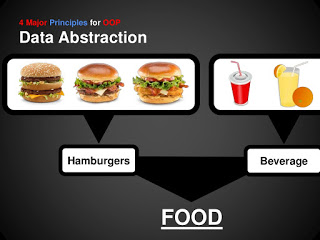 4 Major Principles for OOP
Data Abstraction
Hamburgers
Beverage
FOOD